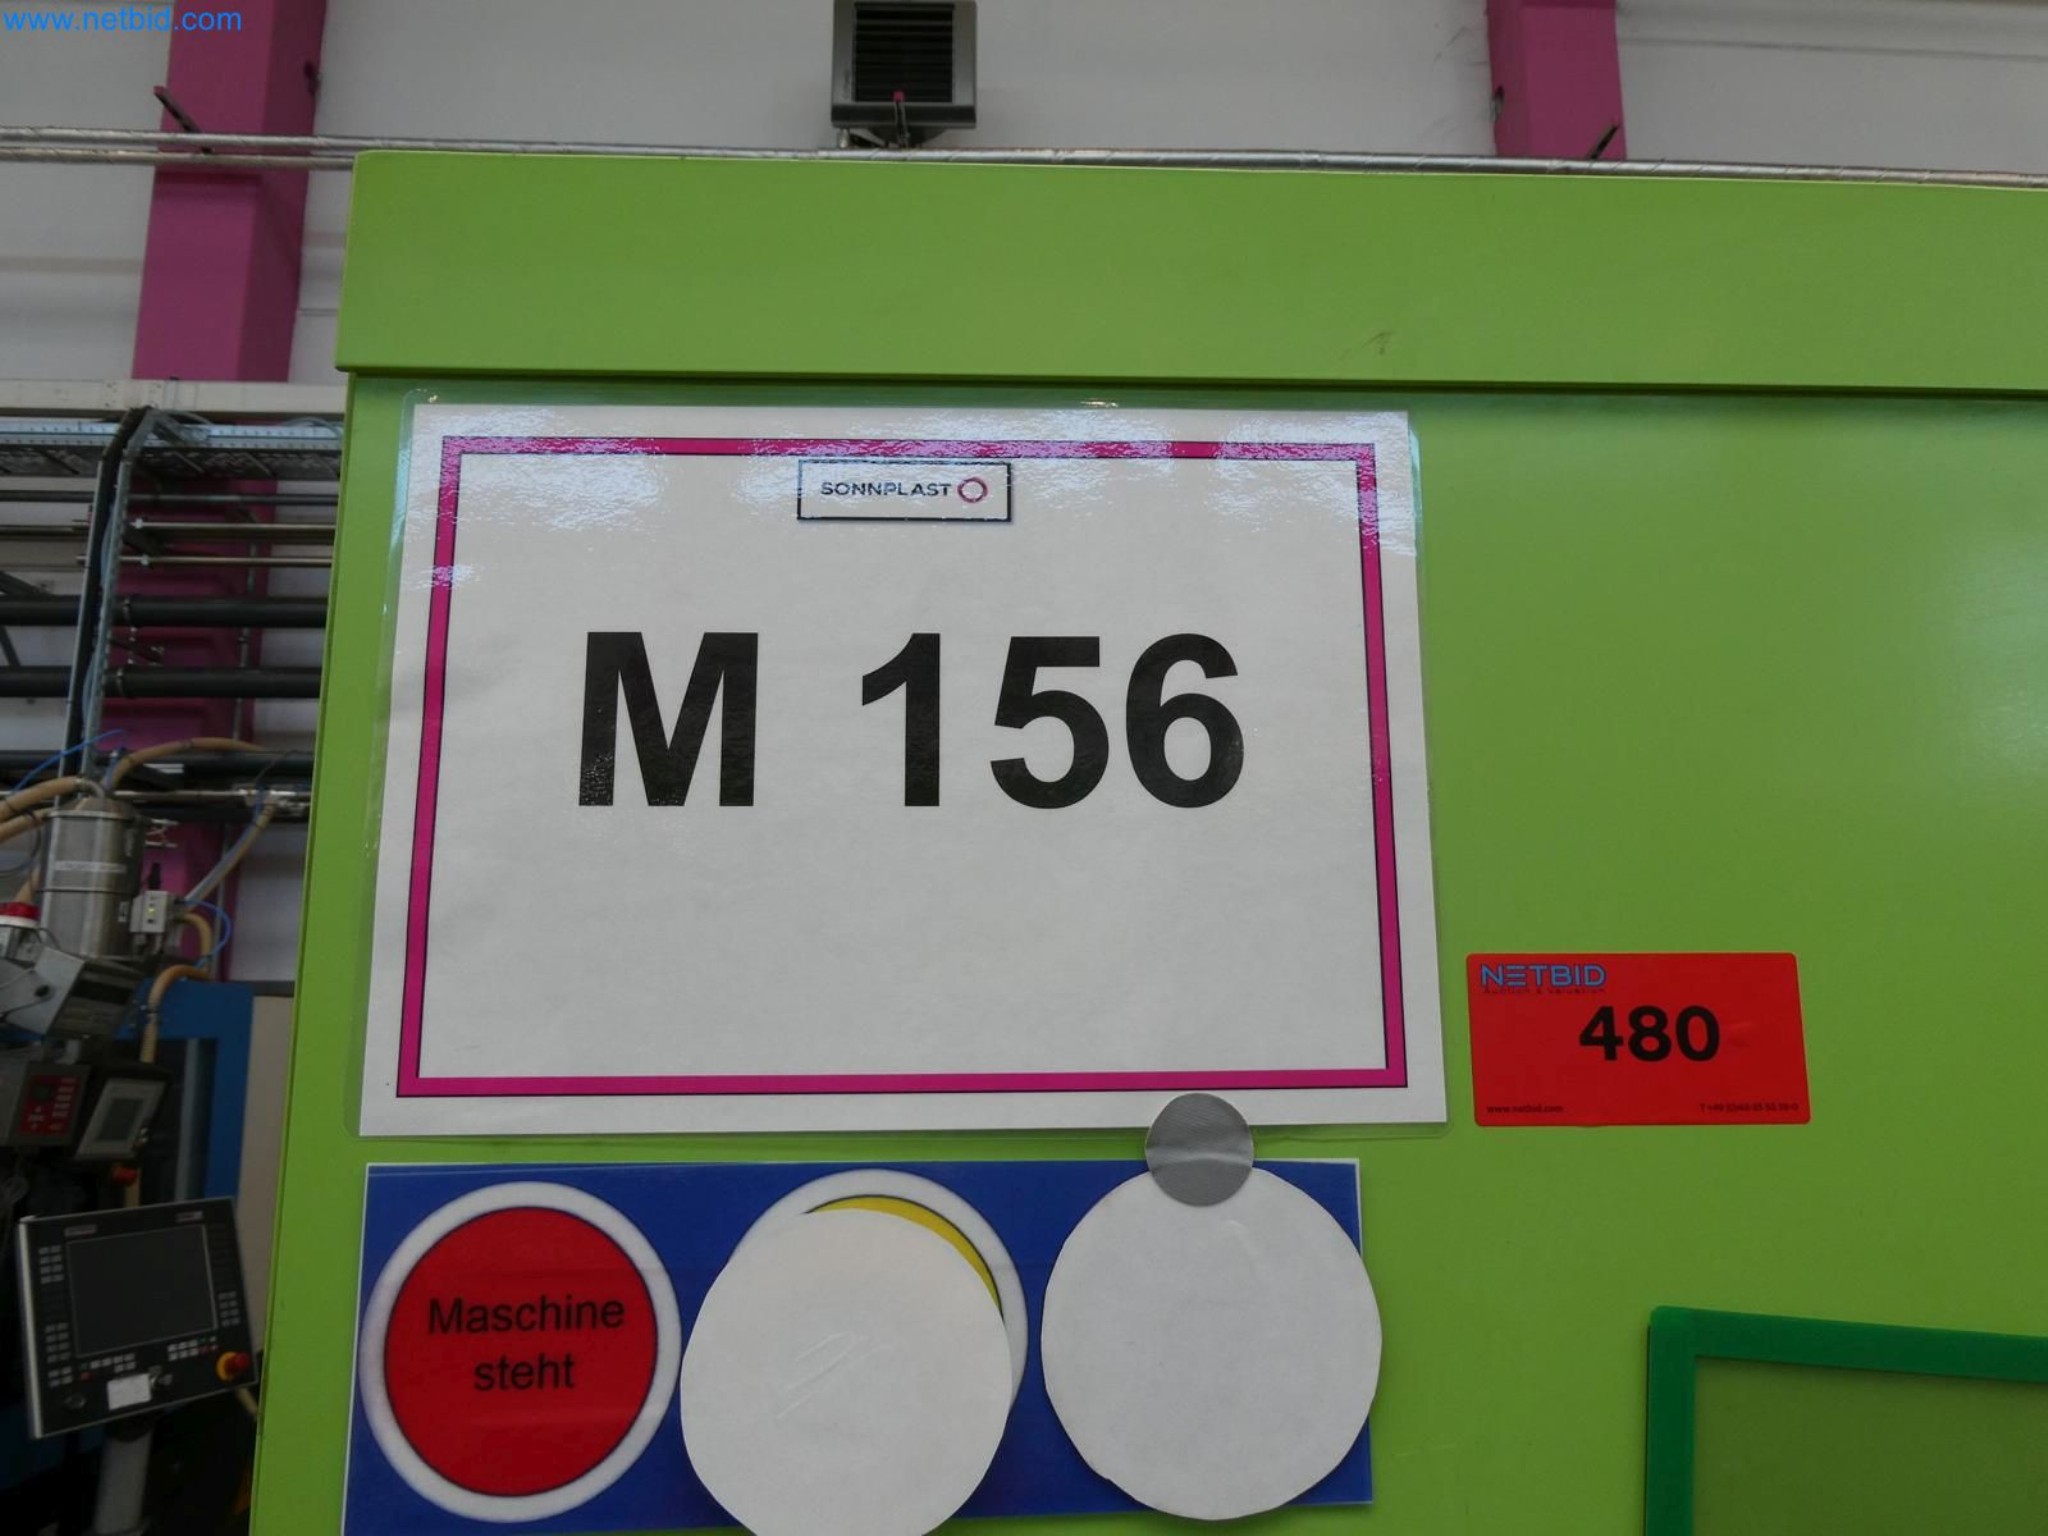 www.netbid.com
SONNPLAST
M 156
NETBID
480
www.netbid.com
Maschine
steht